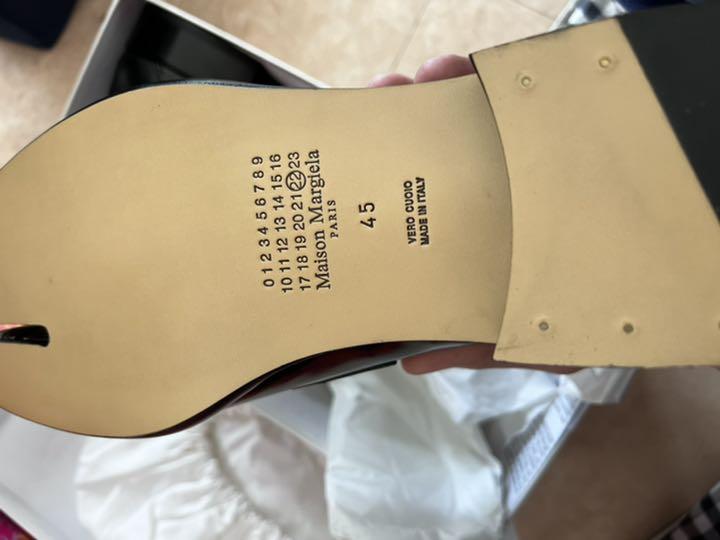 0 1 2 3 4 5 6 7 8 9
10 11 12 13 14 15 16
17 18 19 20 21 22 23
Maison Margiela
PARIS
45
VERO CUOIO
MADE IN ITALY